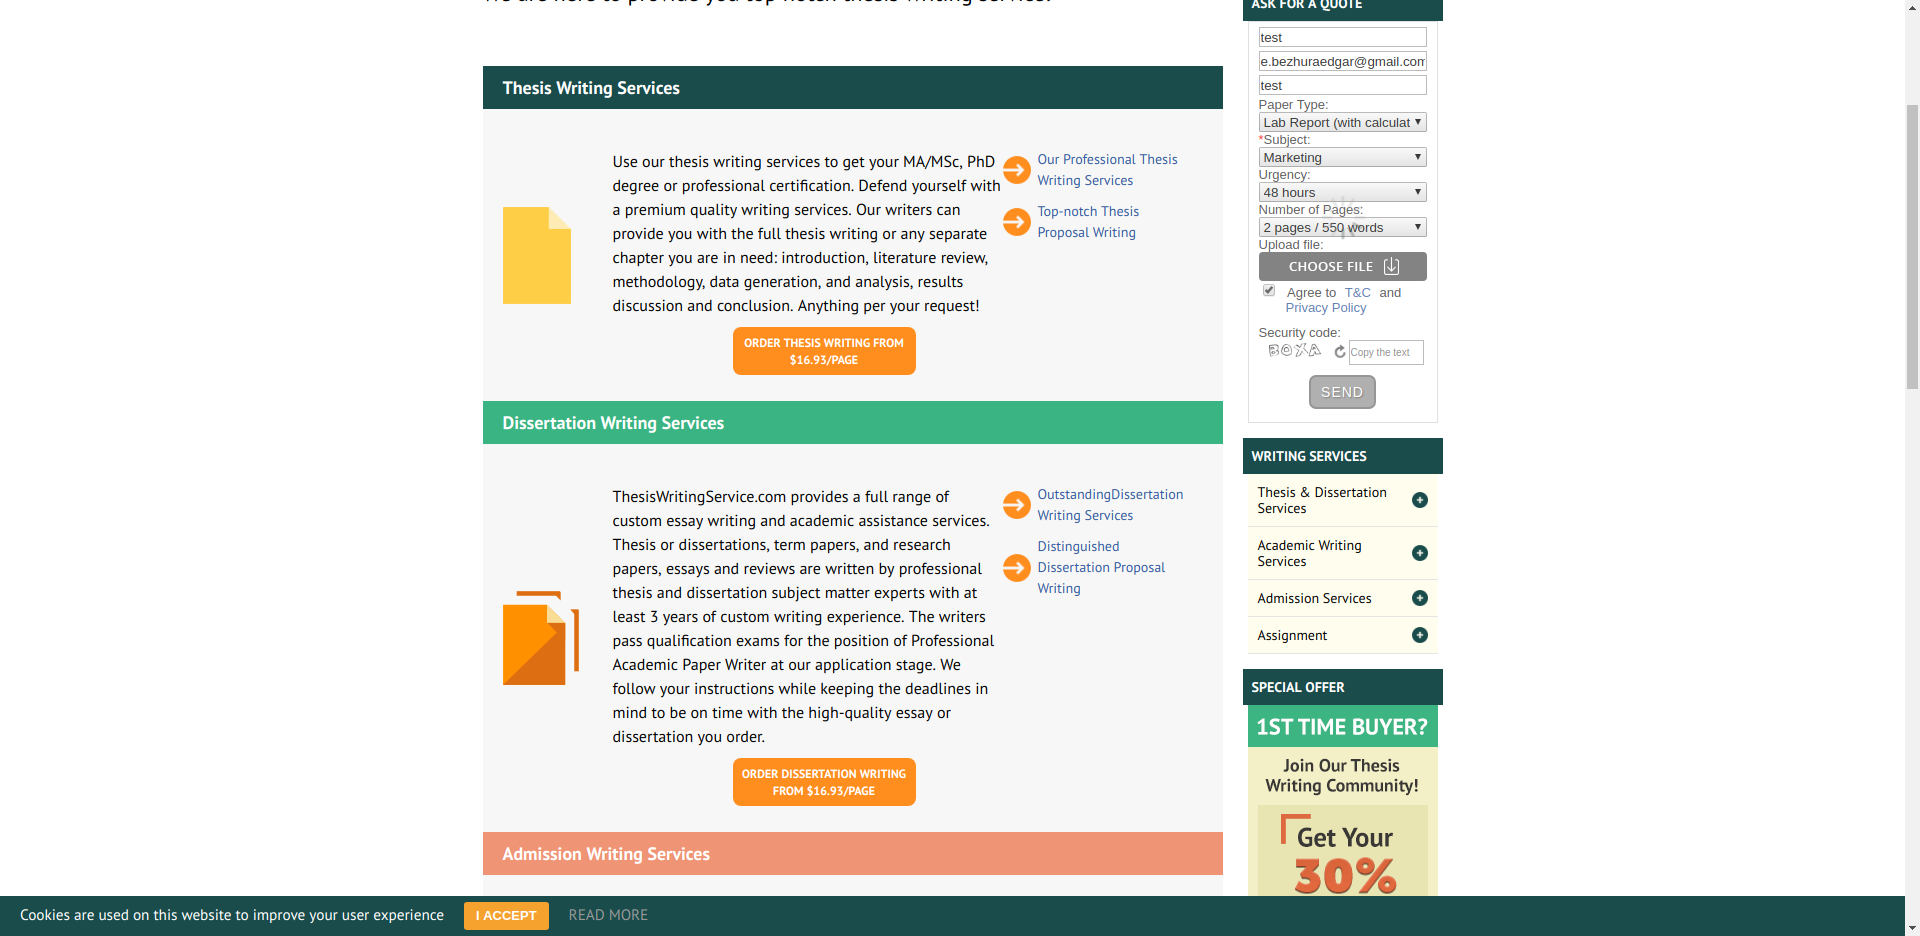 Thesis Writing Services
Use our thesis writing services to get your MA/MSc, PhD
degree or professional certification. Defend yourself with
a premium quality writing services. Our writers can
provide you with the full thesis writing or any separate
chapter you are in need: introduction, literature review,
methodology, data generation, and analysis, results
discussion and conclusion. Anything per your request!
ORDER THESIS WRITING FROM
$16.93/PAGE
Our Professional Thesis
Writing Services
Top-notch Thesis
Proposal Writing
Dissertation Writing Services
ThesisWritingService.com provides a full range of
custom essay writing and academic assistance services.
Thesis or dissertations, term papers, and research
papers, essays and reviews are written by professional
thesis and dissertation subject matter experts with at
least 3 years of custom writing experience. The writers
pass qualification exams for the position of Professional
Academic Paper Writer at our application stage. We
follow your instructions while keeping the deadlines in
mind to be on time with the high-quality essay or
dissertation you order.
ORDER DISSERTATION WRITING
FROM $16.93/PAGE
OutstandingDissertation
Writing Services
Distinguished
Dissertation Proposal
Writing
Admission Writing Services
ASK FOR A QUOTE
test
e.bezhuraedgar@gmail.com
test
Paper Type:
Lab Report (with calculat
*Subject:
Marketing
Urgency:
48 hours
Number of Pages:
2 pages / 550 words
Upload file:
CHOOSE FILE
Agree to T&C and
Privacy Policy
Security code:
BOXA Copy the text
SEND
WRITING SERVICES
Thesis & Dissertation
Services
Academic Writing
Services
Admission Services
Assignment
SPECIAL OFFER
1ST TIME BUYER?
Join Our Thesis
Writing Community!
Get Your
30%
Cookies are used on this website to improve your user experience I ACCEPT READ MORE